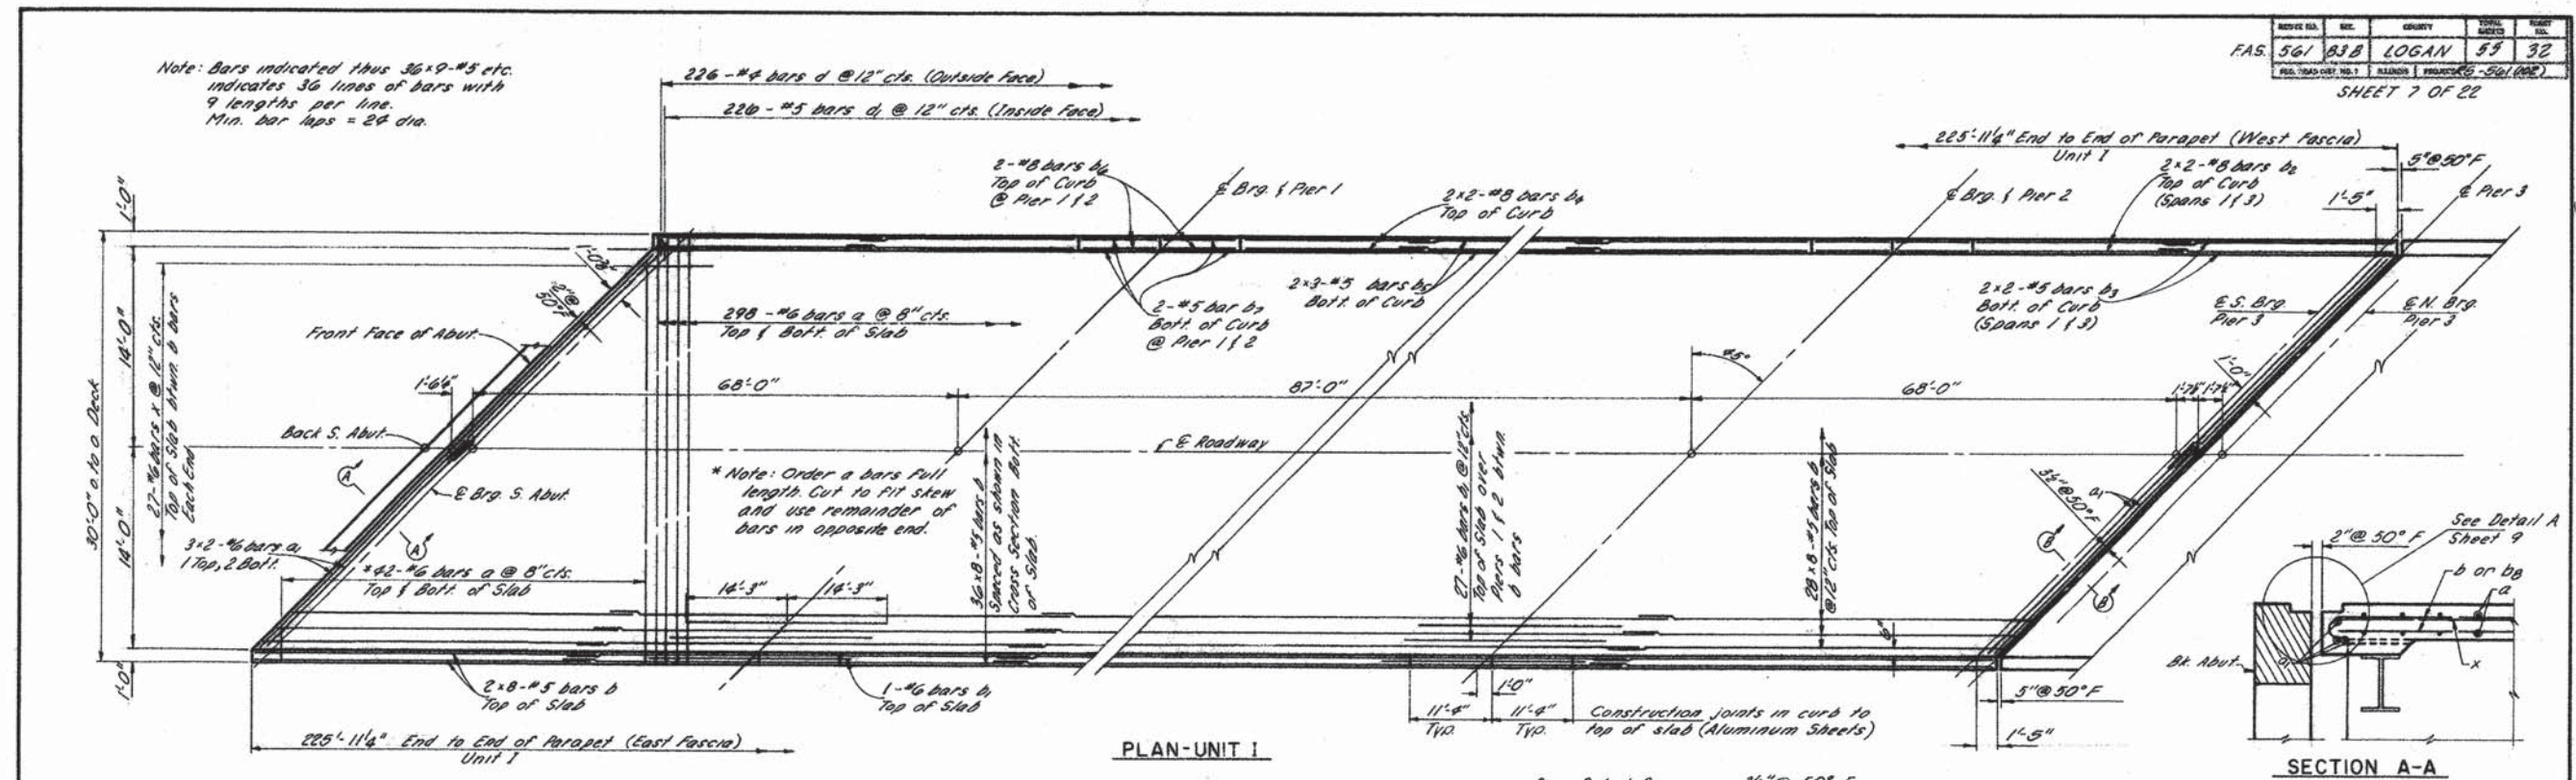 Note: Bars indicated thus 36x9-#5 etc.
indicates 36 lines of bars with
9 lengths per line.
Min. bar laps = 24 dia.
226-#4 bars d @ 12" cts. (Outside Face)
226-#5 bars d1 @ 12" cts. (Inside Face)
ROUTE NO. SEC. COUNTY TOTAL SHEETS SHEET NO.
F.A.S. 561 83B LOGAN 55 32
SHEET 7 OF 22
225'-11¼" End to End of Parapet (West Fascia)
Unit I
5"@50°F
2-#8 bars b6
Top of Curb
@ Pier 1 & 2
℄ Brg. & Pier 1
2x2-#8 bars b4
Top of Curb
℄ Brg. & Pier 2
2x2-#8 bars b2
Top of Curb
(Spans 1 & 3)
1'-5"
℄ Pier 3
1'-0"
14'-0"
14'-0"
1'-0"
30'-0" o. to o. Deck
27-#6 bars x @ 12" cts.
Top of Slab btwn. b bars
Each End
Front Face of Abut.
298-#6 bars a @ 8" cts.
Top & Bott. of Slab
2-#5 bar b7
Bott. of Curb
@ Pier 1 & 2
2x3-#5 bars b5
Bott. of Curb
2x2-#5 bars b3
Bott. of Curb
(Spans 1 & 3)
℄ S. Brg.
Pier 3
℄ N. Brg.
Pier 3
45°
1'-0"
1'-6¼"
68'-0"
87'-0"
68'-0"
Back S. Abut.
℄ Roadway
A
℄ Brg. S. Abut.
A
* Note: Order a bars full
length. Cut to fit skew
and use remainder of
bars in opposite end.
36x8-#5 bars b
Spaced as shown in
Cross Section Bott.
of Slab.
27-#6 bars b1 @ 12" cts.
Top of Slab over
Piers 1 & 2 btwn.
b bars
28x8-#5 bars b
@ 12" cts. Top of Slab
a1
3½"@50°F
B
B
3x2-#6 bars a1
1 Top, 2 Bott.
*42-#6 bars a @ 8" cts.
Top & Bott. of Slab
14'-3"
14'-3"
6"
2"@ 50°F
See Detail A
Sheet 9
b or b8
a
Bk. Abut.
a1
x
2x8-#5 bars b
Top of Slab
1-#6 bars b1
Top of Slab
1'-0"
11'-4"
Typ.
11'-4"
Typ.
Construction joints in curb to
top of slab (Aluminum Sheets)
5"@50°F
1'-5"
225'-11¼" End to End of Parapet (East Fascia)
Unit I
PLAN-UNIT I
SECTION A-A